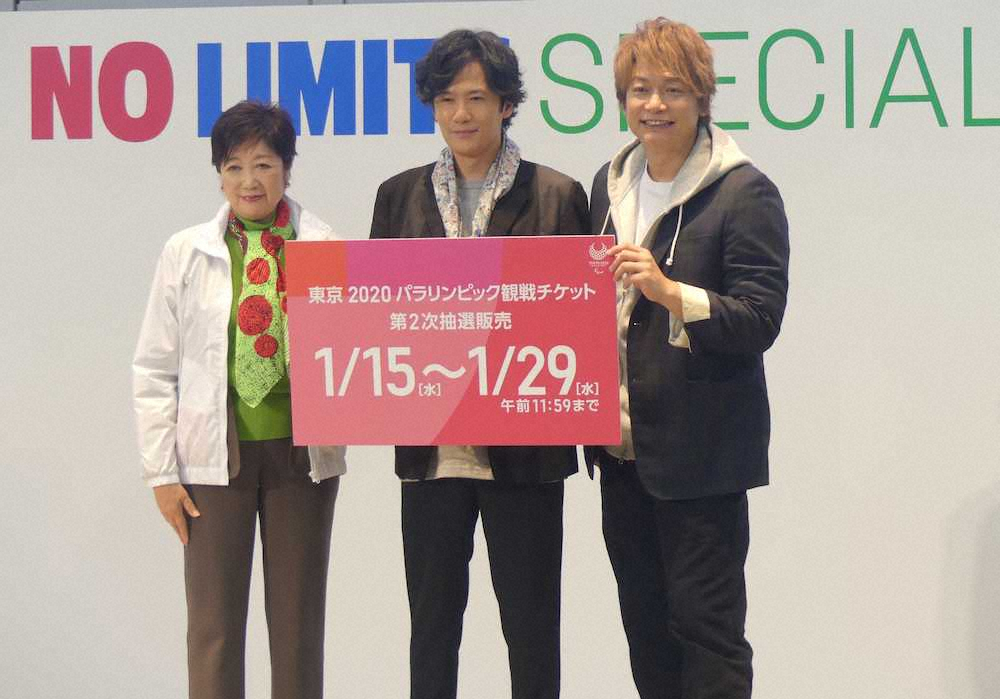 NO LIMITS SPECIAL
東京 2020 パラリンピック観戦チケット
第2次抽選販売
1/15[水]〜1/29[水]
午前11:59まで